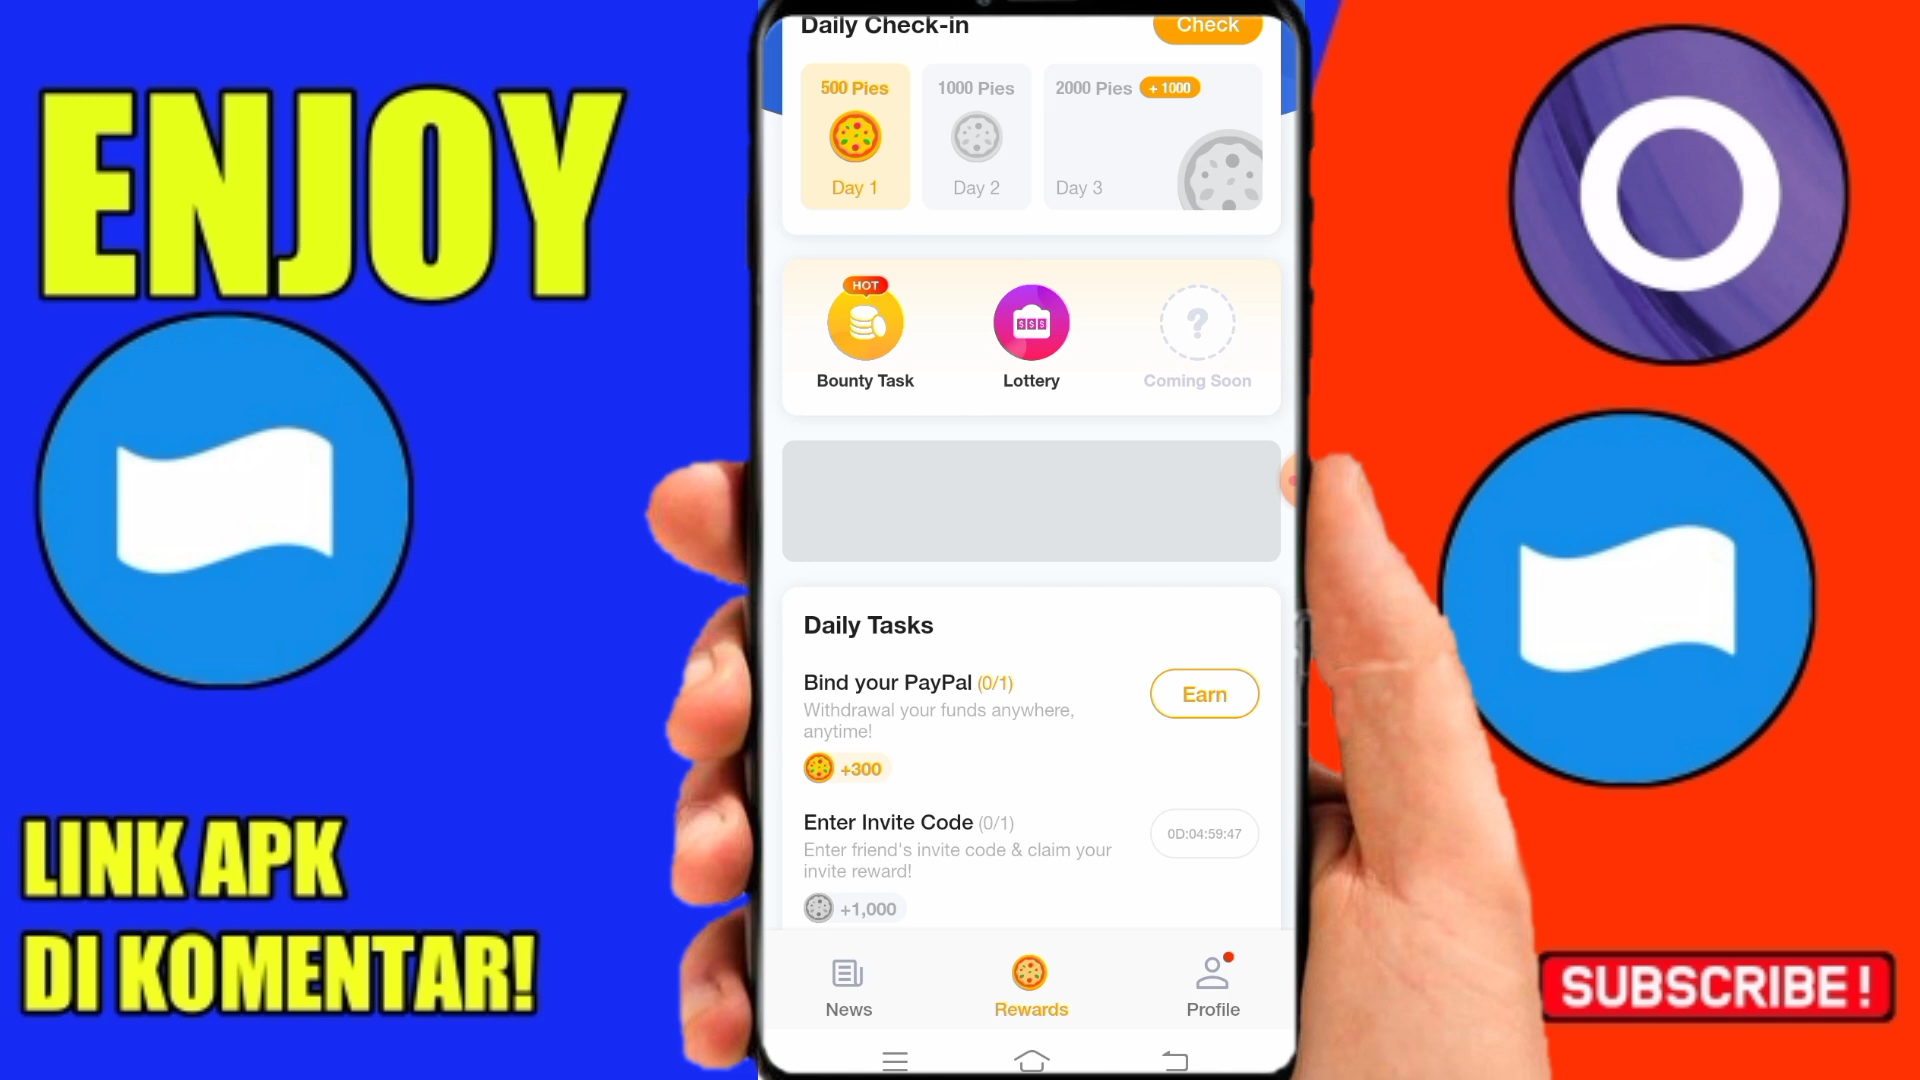 ENJOY
LINK APK
DI KOMENTAR!
Daily Check-in
Check
500 Pies
1000 Pies
2000 Pies
+ 1000
Day 1
Day 2
Day 3
HOT
$ $ $
?
Bounty Task
Lottery
Coming Soon
Daily Tasks
Bind your PayPal (0/1)
Withdrawal your funds anywhere,
anytime!
Earn
+300
Enter Invite Code (0/1)
Enter friend's invite code & claim your
invite reward!
0D:04:59:47
+1,000
News
Rewards
Profile
SUBSCRIBE !